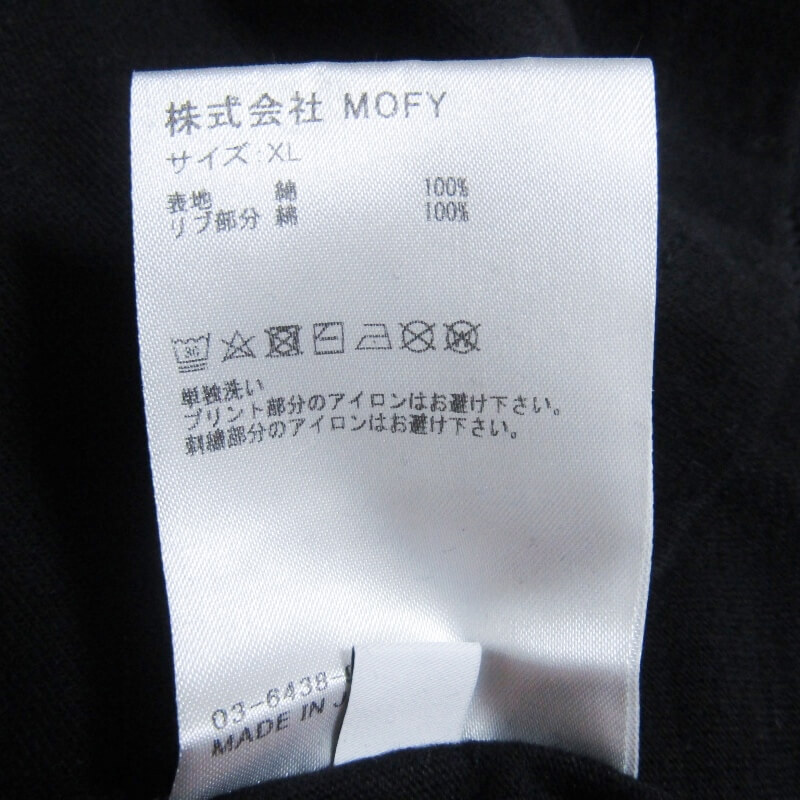 株式会社 MOFY
サイズ:XL
表地 綿 100%
リブ部分 綿 100%
30
単独洗い
プリント部分のアイロンはお避け下さい。
刺繍部分のアイロンはお避け下さい。
03-6438-
MADE IN J